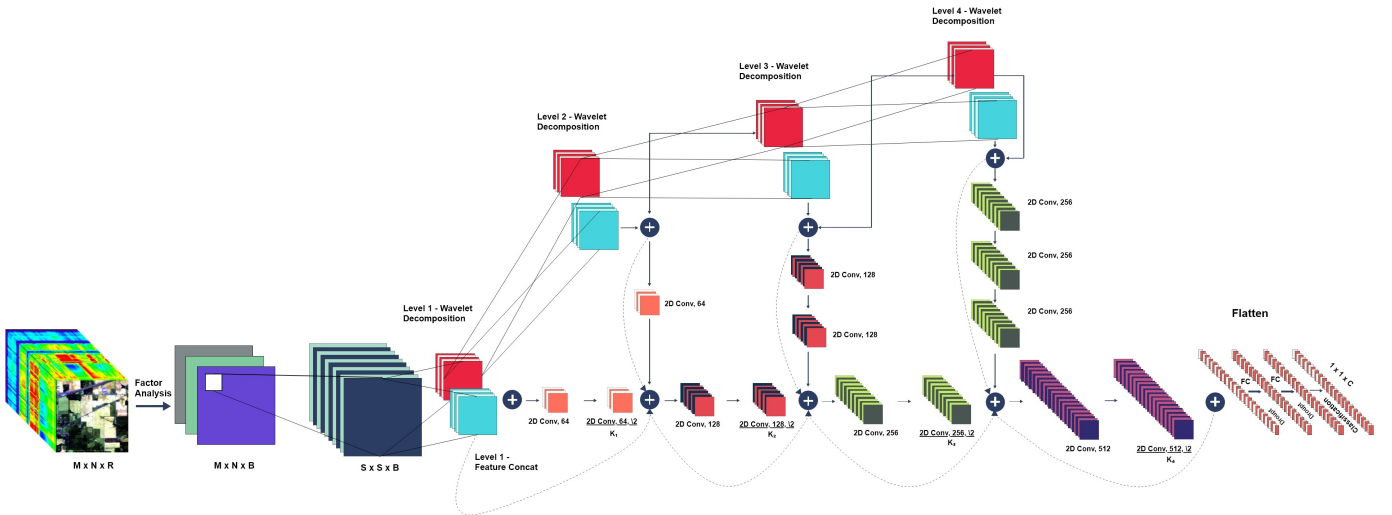 Level 4 - Wavelet
Decomposition
Level 3 - Wavelet
Decomposition
Level 2 - Wavelet
Decomposition
Level 1 - Wavelet
Decomposition
2D Conv, 256
2D Conv, 256
2D Conv, 256
2D Conv, 128
2D Conv, 128
2D Conv, 64
Flatten
Factor
Analysis
M x N x R
M x N x B
S x S x B
Level 1 -
Feature Concat
2D Conv, 64
2D Conv, 64, \2
K₁
2D Conv, 128
2D Conv, 128, \2
K₂
2D Conv, 256
2D Conv, 256, \2
K₃
2D Conv, 512
2D Conv, 512, \2
K₄
FC
FC
1 x 1 x C
Classification